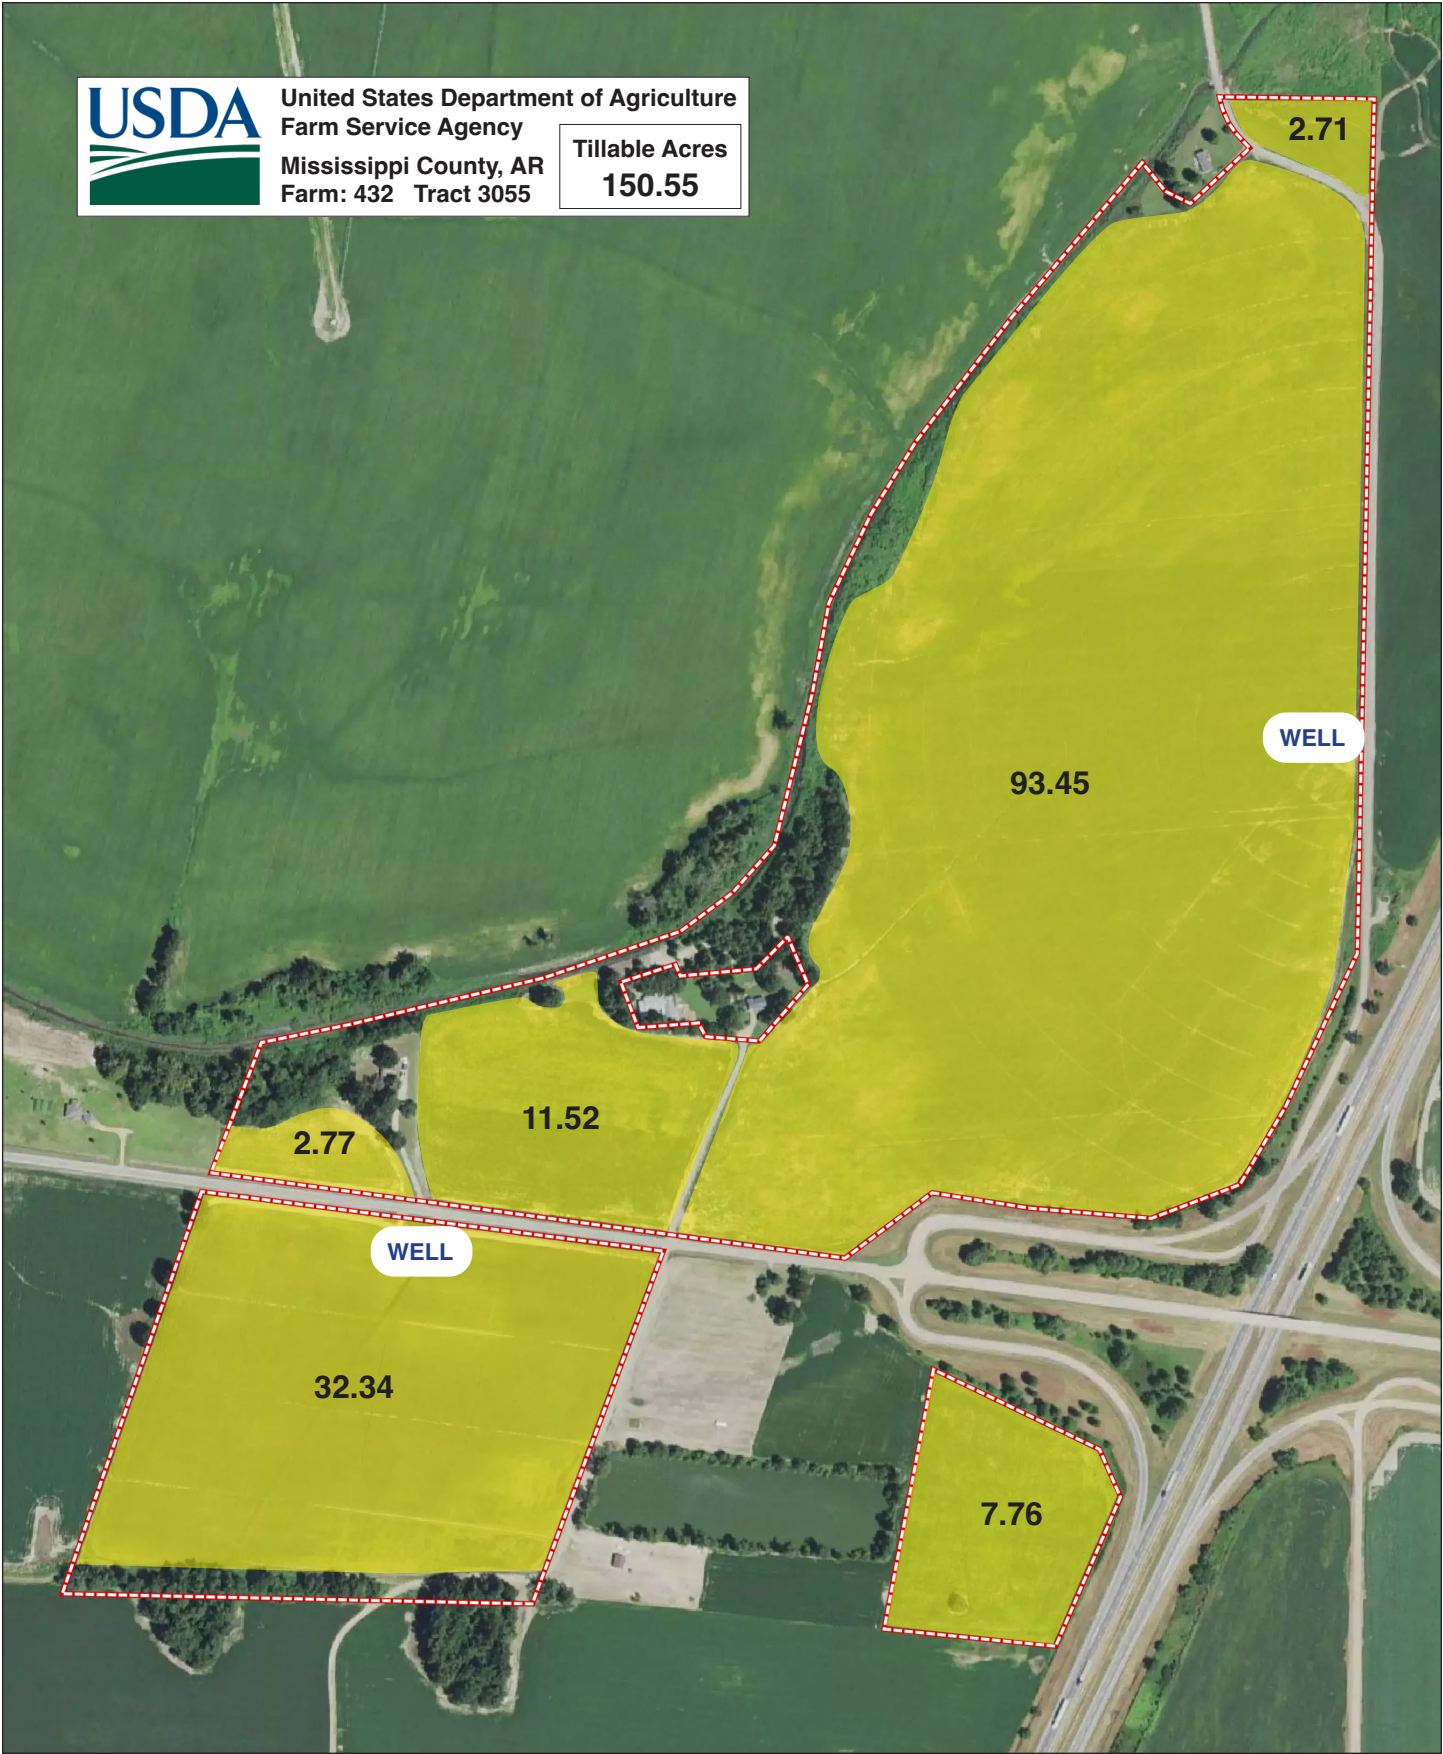 USDA
United States Department of Agriculture
Farm Service Agency
Mississippi County, AR
Farm: 432 Tract 3055
Tillable Acres
150.55
2.71
WELL
93.45
11.52
2.77
WELL
32.34
7.76